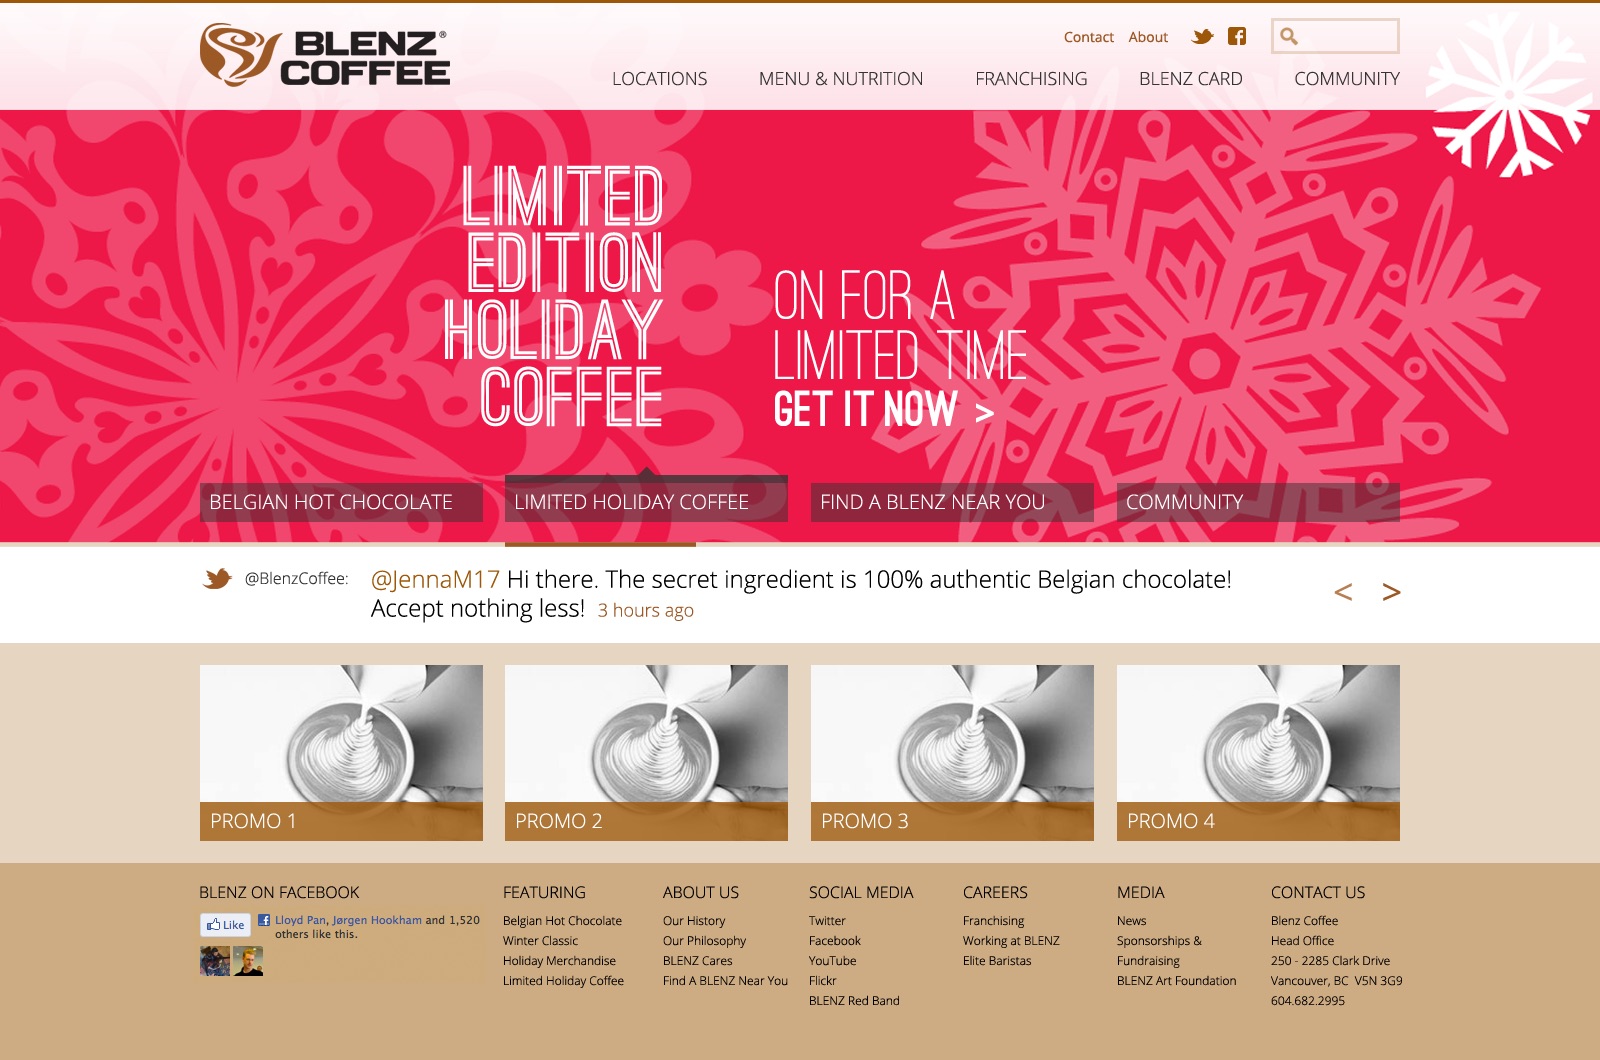 BLENZ®
COFFEE
Contact About
LOCATIONS MENU & NUTRITION FRANCHISING BLENZ CARD COMMUNITY
LIMITED
EDITION
HOLIDAY
COFFEE
ON FOR A
LIMITED TIME
GET IT NOW >
BELGIAN HOT CHOCOLATE
LIMITED HOLIDAY COFFEE
FIND A BLENZ NEAR YOU
COMMUNITY
@BlenzCoffee:
@JennaM17 Hi there. The secret ingredient is 100% authentic Belgian chocolate!
Accept nothing less! 3 hours ago
< >
PROMO 1
PROMO 2
PROMO 3
PROMO 4
BLENZ ON FACEBOOK
Like
Lloyd Pan, Jørgen Hookham and 1,520
others like this.
FEATURING
Belgian Hot Chocolate
Winter Classic
Holiday Merchandise
Limited Holiday Coffee
ABOUT US
Our History
Our Philosophy
BLENZ Cares
Find A BLENZ Near You
SOCIAL MEDIA
Twitter
Facebook
YouTube
Flickr
BLENZ Red Band
CAREERS
Franchising
Working at BLENZ
Elite Baristas
MEDIA
News
Sponsorships &
Fundraising
BLENZ Art Foundation
CONTACT US
Blenz Coffee
Head Office
250 - 2285 Clark Drive
Vancouver, BC V5N 3G9
604.682.2995